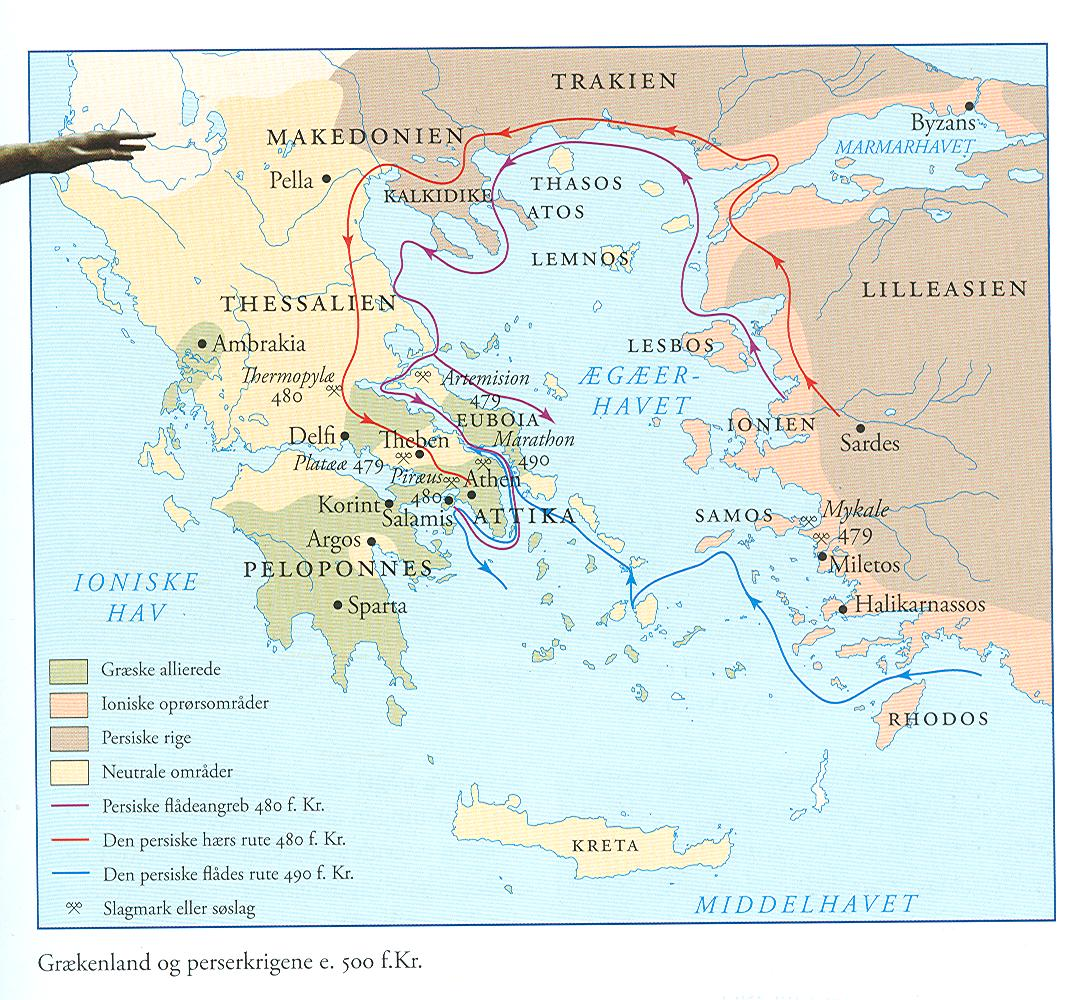 TRAKIEN
Byzans
MAKEDONIEN
MARMARHAVET
Pella
KALKIDIKE
THASOS
ATOS
LEMNOS
LILLEASIEN
THESSALIEN
Ambrakia
LESBOS
Thermopylæ
480
Artemision
479
ÆGÆER-
HAVET
EUBOIA
IONIEN
Delfi
Theben
Marathon
490
Sardes
Platææ 479
Piræus
480
Athen
Korint
Salamis
ATTIKA
SAMOS
Mykale
479
Argos
Miletos
PELOPONNES
IONISKE
HAV
Sparta
Halikarnassos
RHODOS
Græske allierede
Ioniske oprørsområder
Persiske rige
Neutrale områder
Persiske flådeangreb 480 f. Kr.
Den persiske hærs rute 480 f. Kr.
Den persiske flådes rute 490 f. Kr.
Slagmark eller søslag
KRETA
MIDDELHAVET
Grækenland og perserkrigene e. 500 f.Kr.